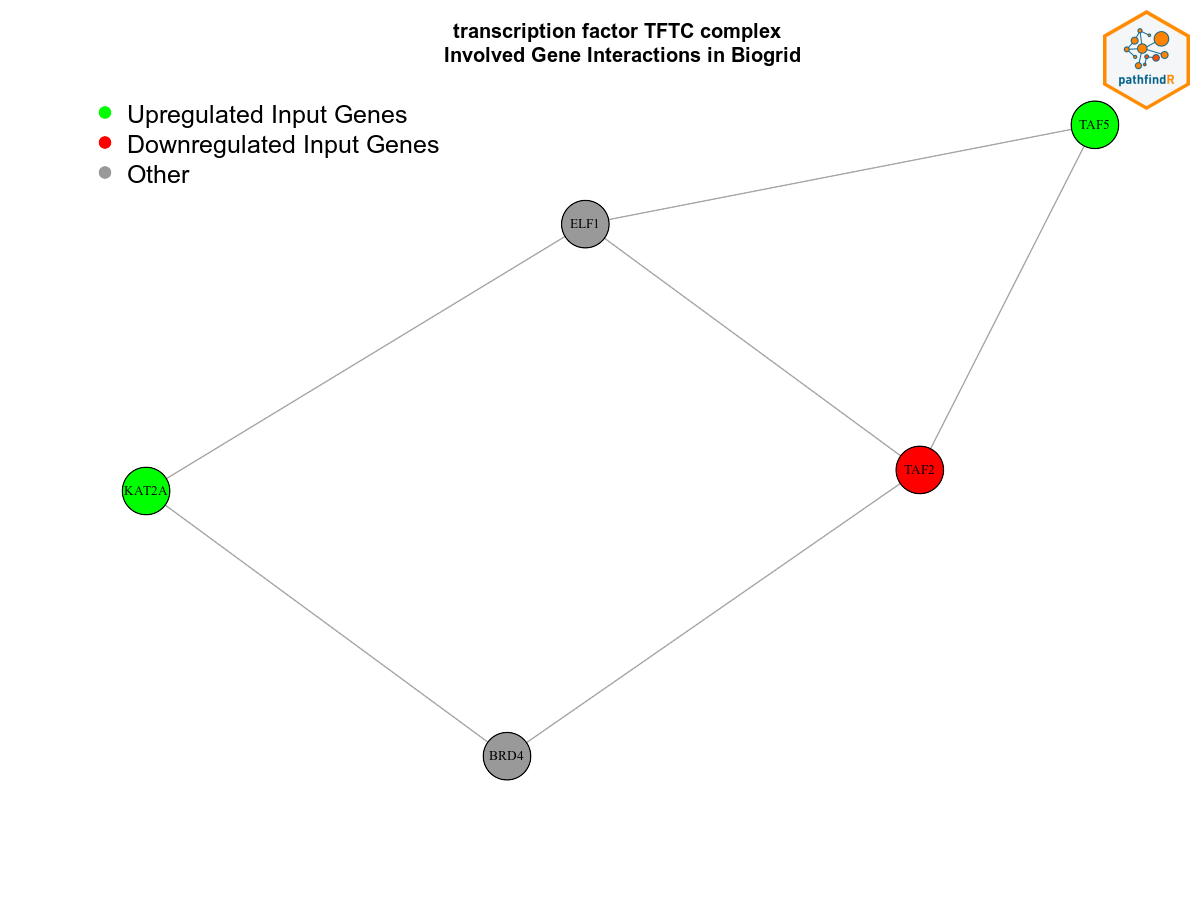 transcription factor TFTC complex
Involved Gene Interactions in Biogrid
pathfindR
Upregulated Input Genes
Downregulated Input Genes
Other
TAF5
ELF1
TAF2
KAT2A
BRD4